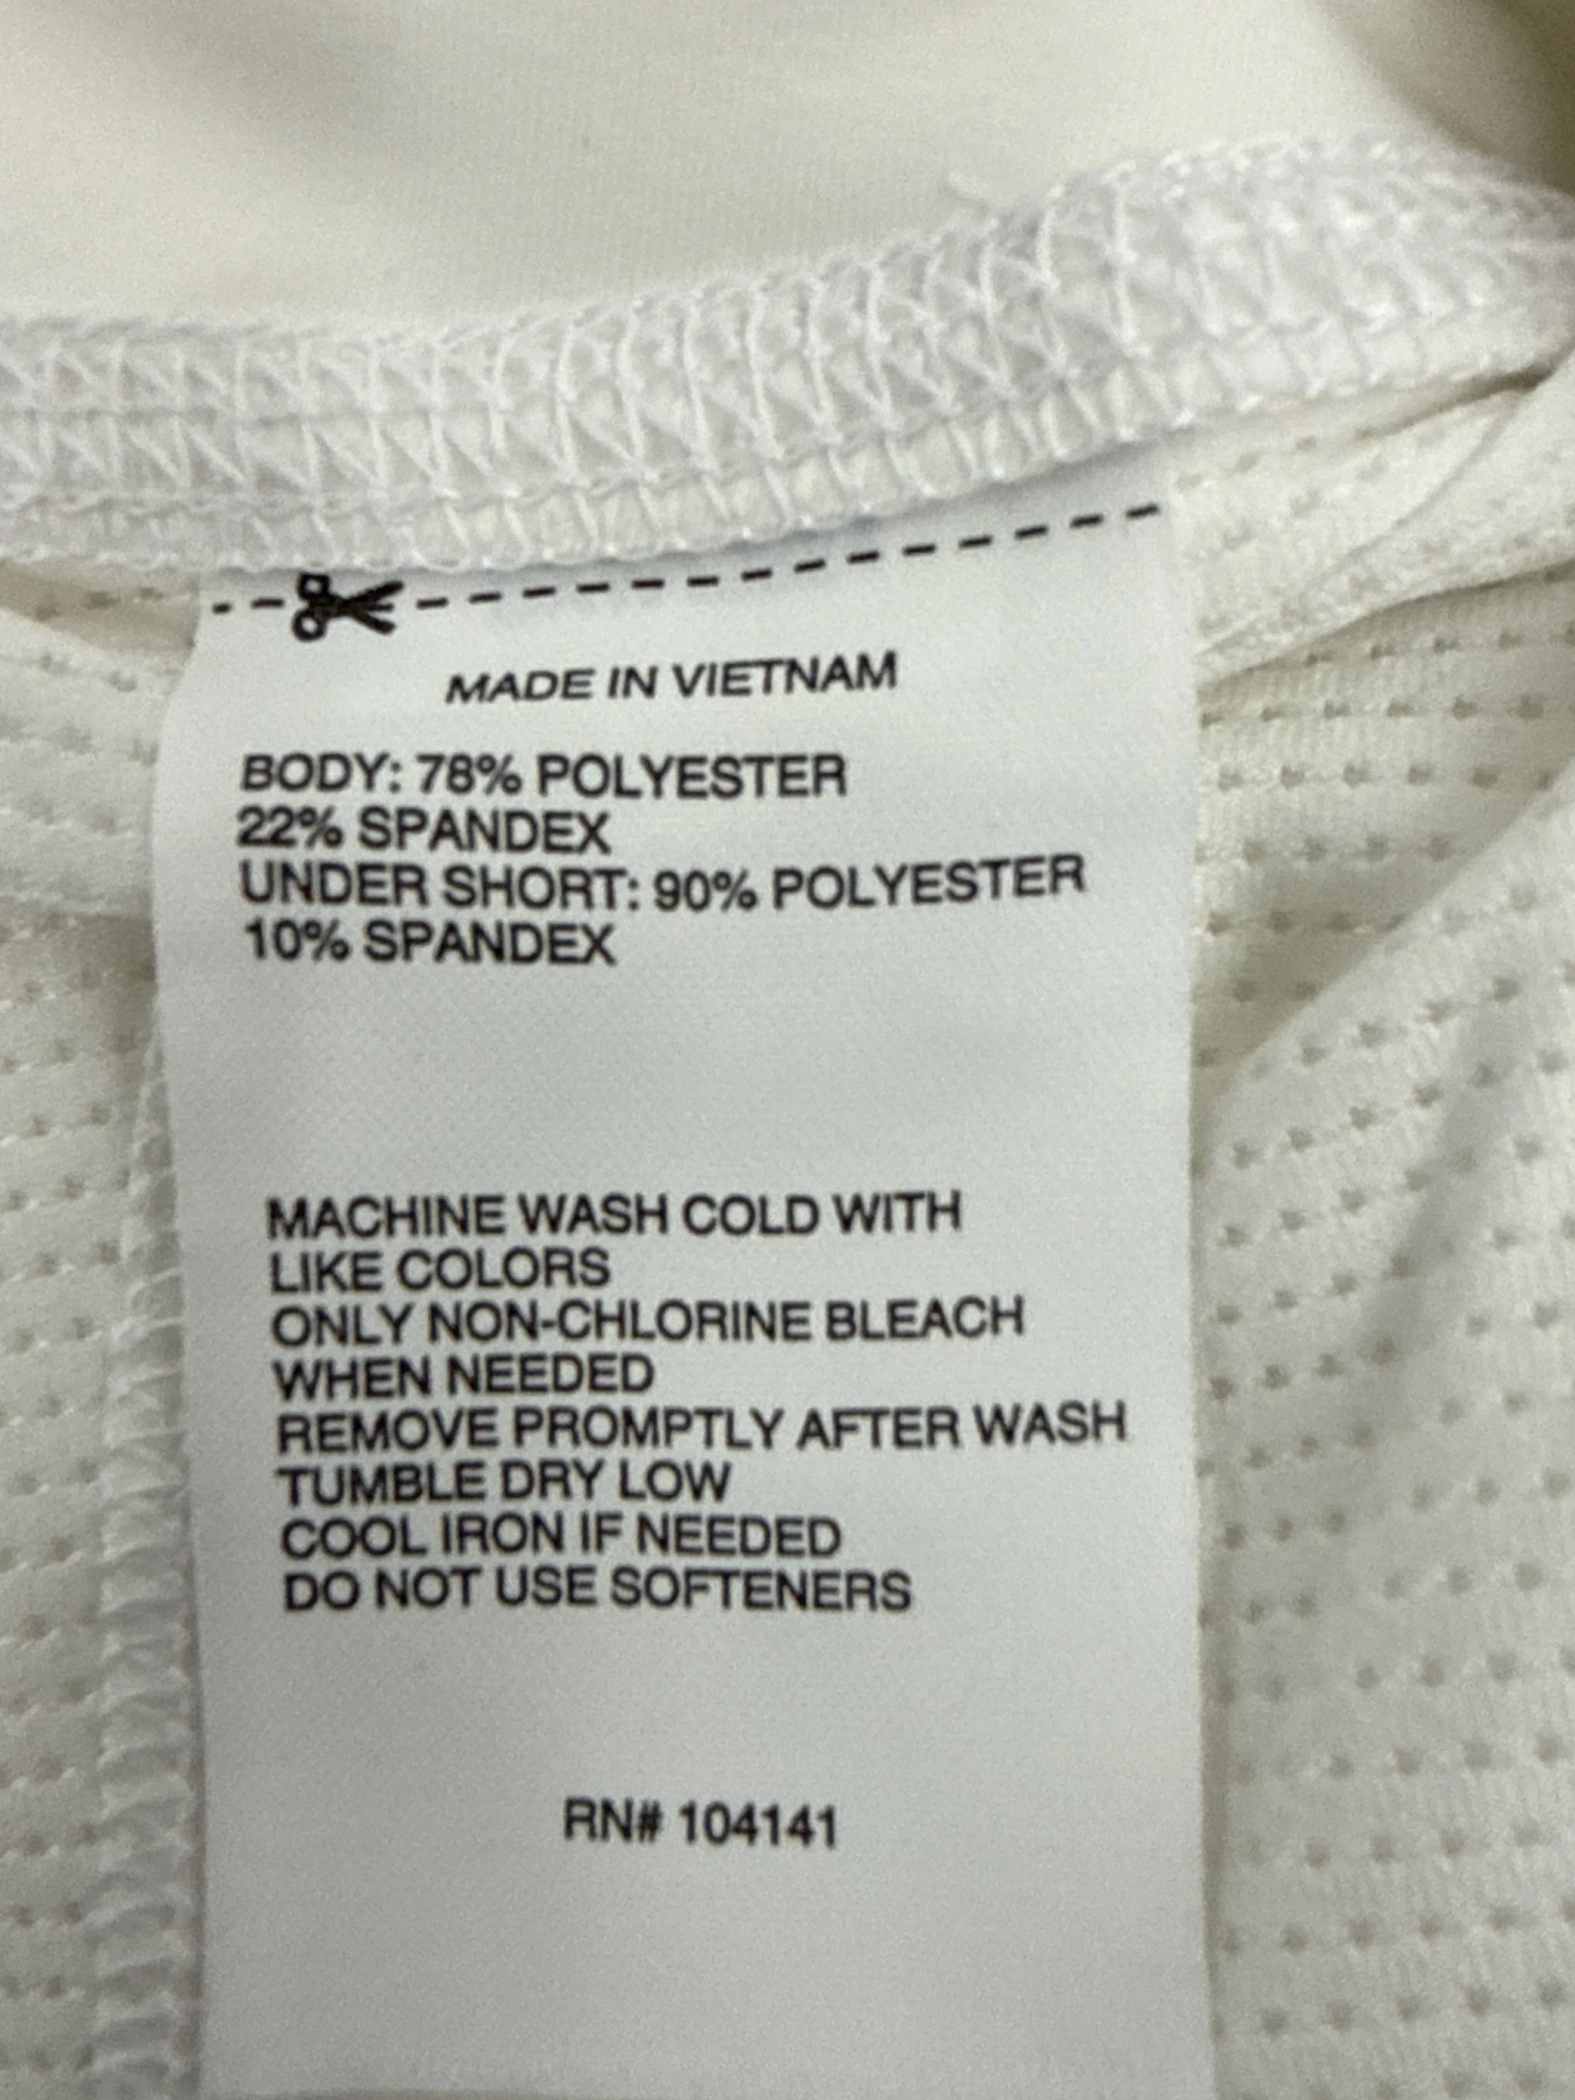 MADE IN VIETNAM
BODY: 78% POLYESTER
22% SPANDEX
UNDER SHORT: 90% POLYESTER
10% SPANDEX
MACHINE WASH COLD WITH
LIKE COLORS
ONLY NON-CHLORINE BLEACH
WHEN NEEDED
REMOVE PROMPTLY AFTER WASH
TUMBLE DRY LOW
COOL IRON IF NEEDED
DO NOT USE SOFTENERS
RN# 104141